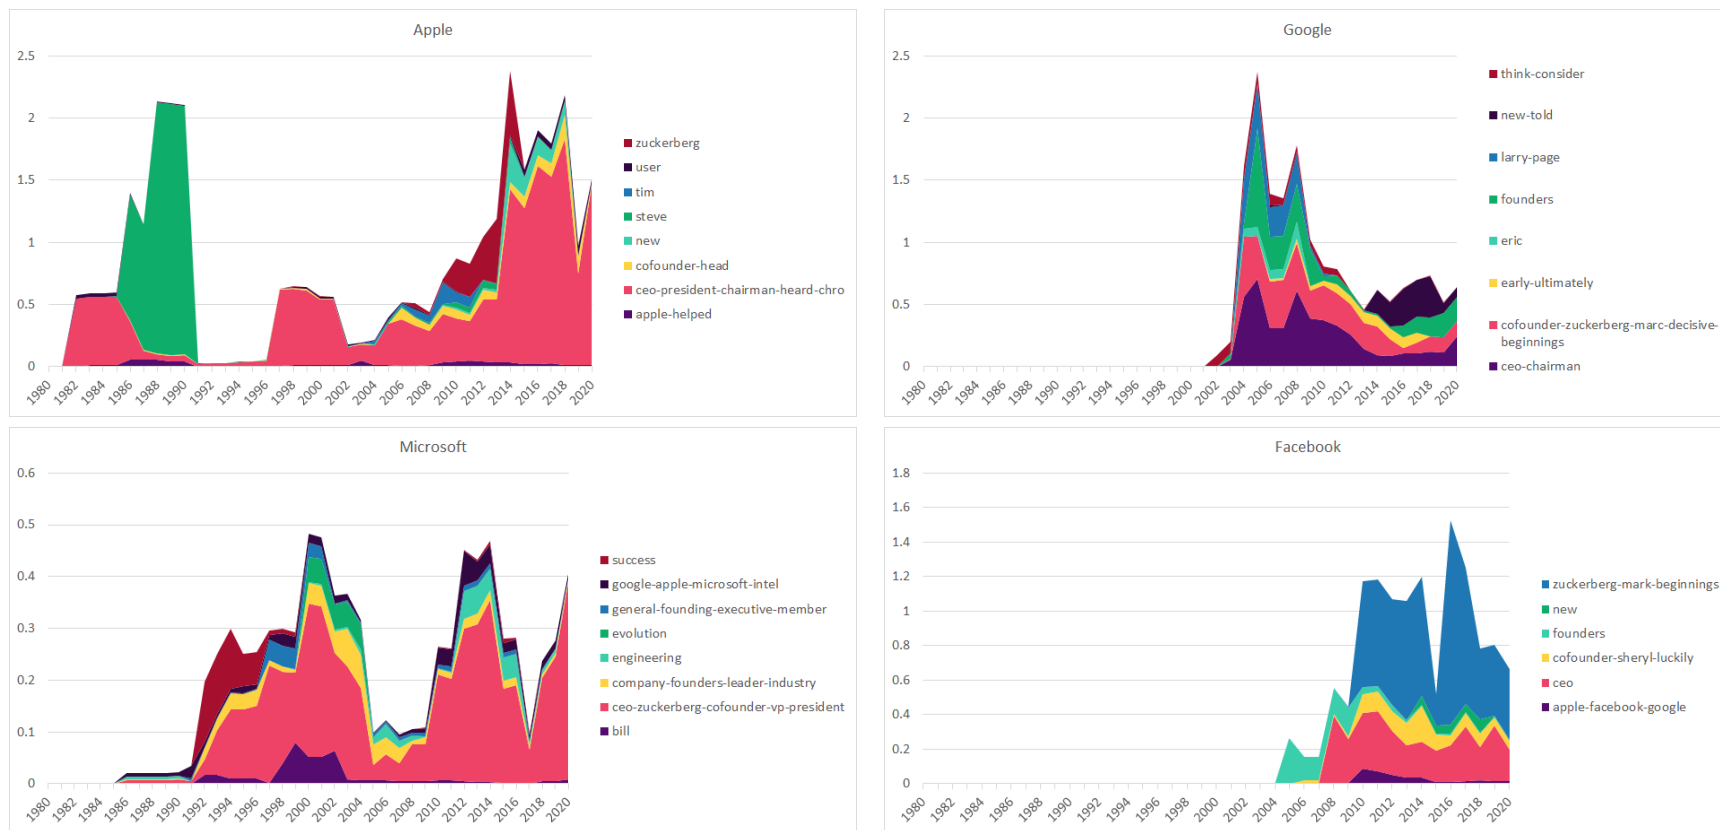 Apple
2.5
2
1.5
1
0.5
0
1980 1982 1984 1986 1988 1990 1992 1994 1996 1998 2000 2002 2004 2006 2008 2010 2012 2014 2016 2018 2020
zuckerberg
user
tim
steve
new
cofounder-head
ceo-president-chairman-heard-chro
apple-helped
Google
2.5
2
1.5
1
0.5
0
1980 1982 1984 1986 1988 1990 1992 1994 1996 1998 2000 2002 2004 2006 2008 2010 2012 2014 2016 2018 2020
think-consider
new-told
larry-page
founders
eric
early-ultimately
cofounder-zuckerberg-marc-decisive-
beginnings
ceo-chairman
Microsoft
0.6
0.5
0.4
0.3
0.2
0.1
0
1980 1982 1984 1986 1988 1990 1992 1994 1996 1998 2000 2002 2004 2006 2008 2010 2012 2014 2016 2018 2020
success
google-apple-microsoft-intel
general-founding-executive-member
evolution
engineering
company-founders-leader-industry
ceo-zuckerberg-cofounder-vp-president
bill
Facebook
1.8
1.6
1.4
1.2
1
0.8
0.6
0.4
0.2
0
1980 1982 1984 1986 1988 1990 1992 1994 1996 1998 2000 2002 2004 2006 2008 2010 2012 2014 2016 2018 2020
zuckerberg-mark-beginnings
new
founders
cofounder-sheryl-luckily
ceo
apple-facebook-google